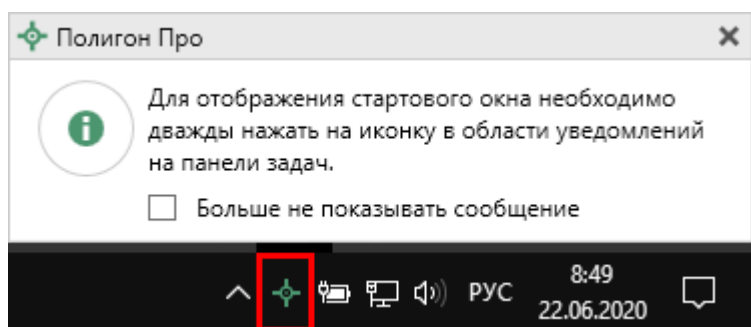 Полигон Про
Для отображения стартового окна необходимо
дважды нажать на иконку в области уведомлений
на панели задач.
Больше не показывать сообщение
РУС
8:49
22.06.2020